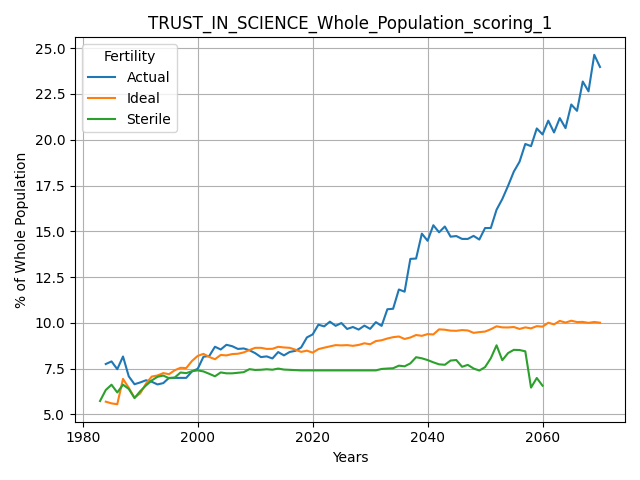 TRUST_IN_SCIENCE_Whole_Population_scoring_1
Fertility
Actual
Ideal
Sterile
% of Whole Population
25.0
22.5
20.0
17.5
15.0
12.5
10.0
7.5
5.0
1980
2000
2020
2040
2060
Years